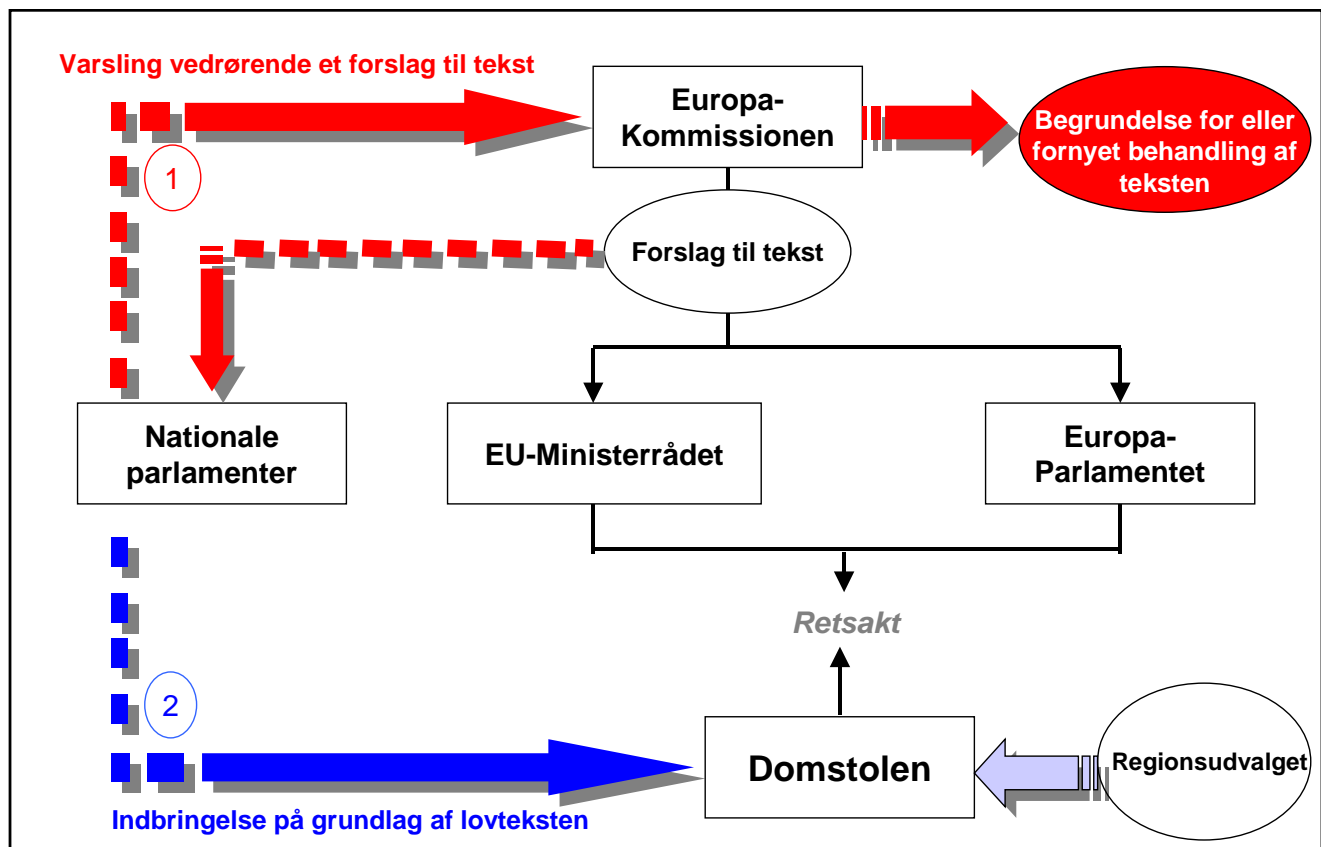 Varsling vedrørende et forslag til tekst
Europa-
Kommissionen
Begrundelse for eller
fornyet behandling af
teksten
1
Forslag til tekst
Nationale
parlamenter
EU-Ministerrådet
Europa-
Parlamentet
Retsakt
2
Domstolen
Regionsudvalget
Indbringelse på grundlag af lovteksten